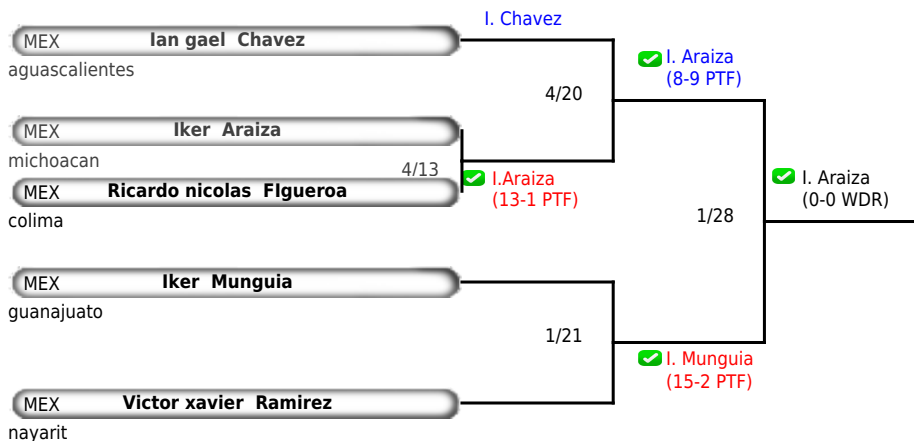 I. Chavez
MEX Ian gael Chavez
aguascalientes
I. Araiza
(8-9 PTF)
4/20
MEX Iker Araiza
michoacan
4/13
I.Araiza
(13-1 PTF)
I. Araiza
(0-0 WDR)
MEX Ricardo nicolas FIgueroa
colima
1/28
MEX Iker Munguia
guanajuato
1/21
I. Munguia
(15-2 PTF)
MEX Victor xavier Ramirez
nayarit